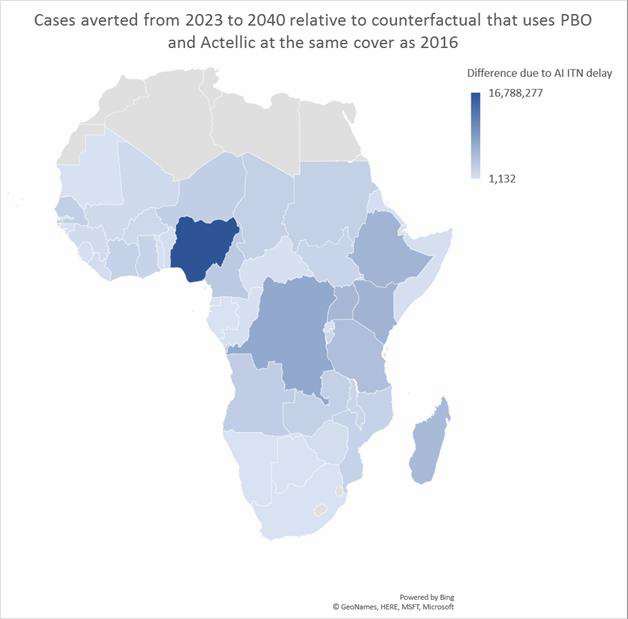 Cases averted from 2023 to 2040 relative to counterfactual that uses PBO
and Actellic at the same cover as 2016
Difference due to AI ITN delay
16,788,277
1,132
Powered by Bing
© GeoNames, HERE, MSFT, Microsoft